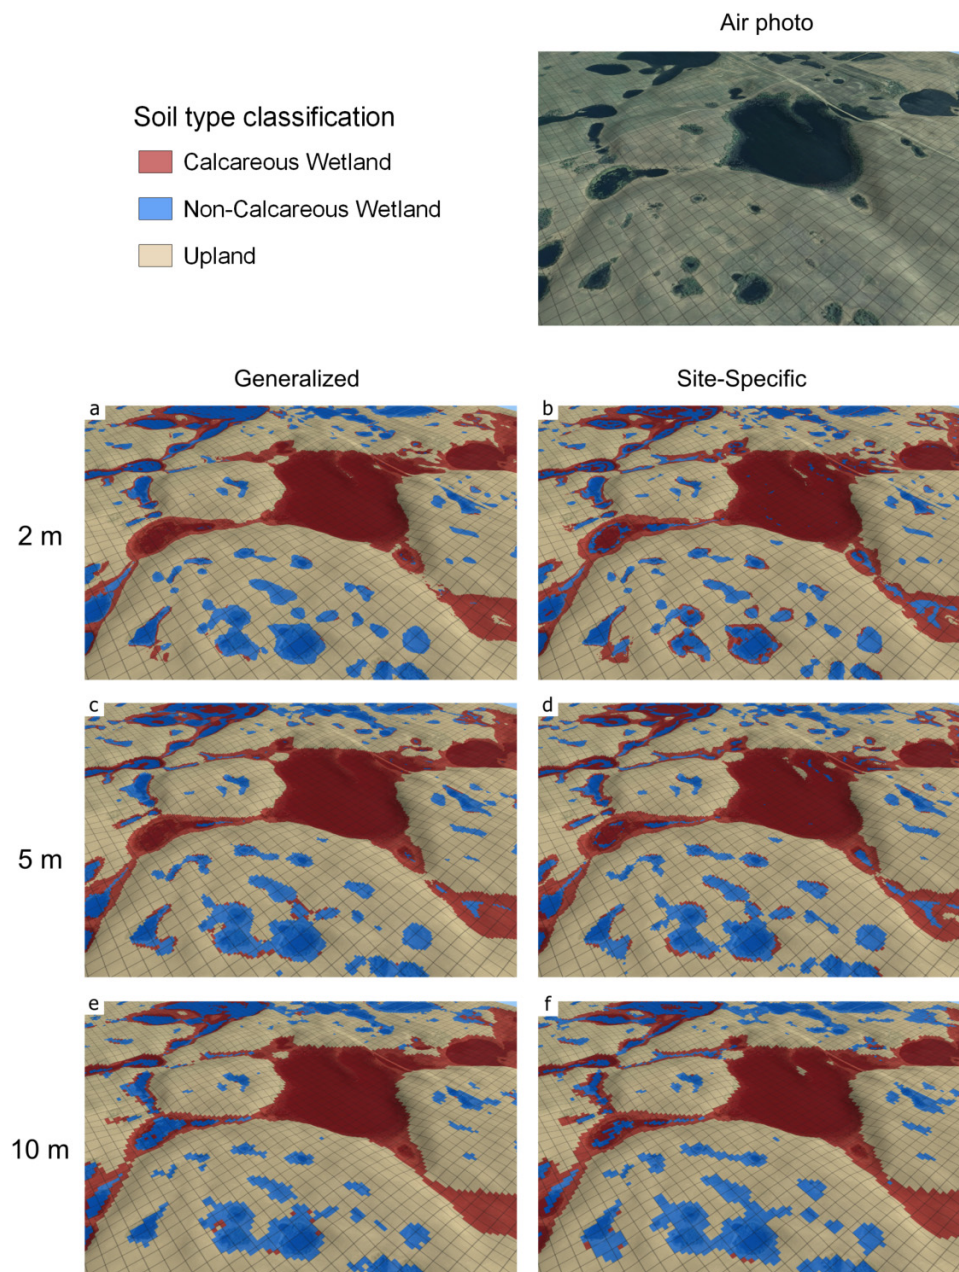 Air photo
Soil type classification
Calcareous Wetland
Non-Calcareous Wetland
Upland
Generalized
Site-Specific
a
b
2 m
c
d
5 m
e
f
10 m